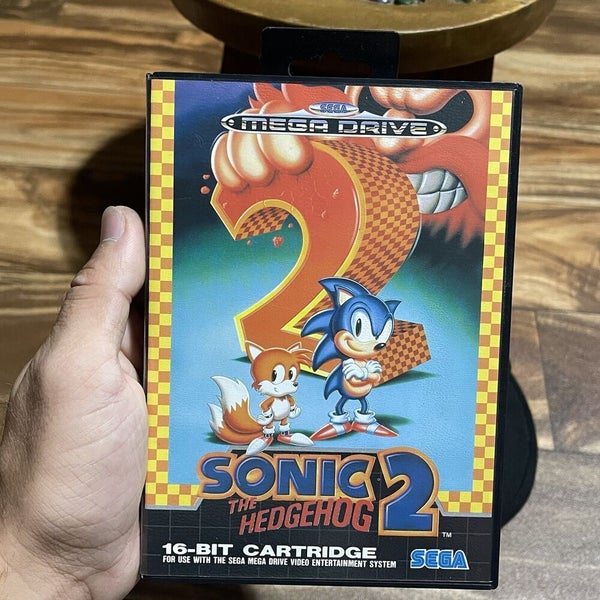 SEGA
MEGA DRIVE
2
SONIC
THE
HEDGEHOG 2
TM
16-BIT CARTRIDGE
FOR USE WITH THE SEGA MEGA DRIVE VIDEO ENTERTAINMENT SYSTEM
SEGA